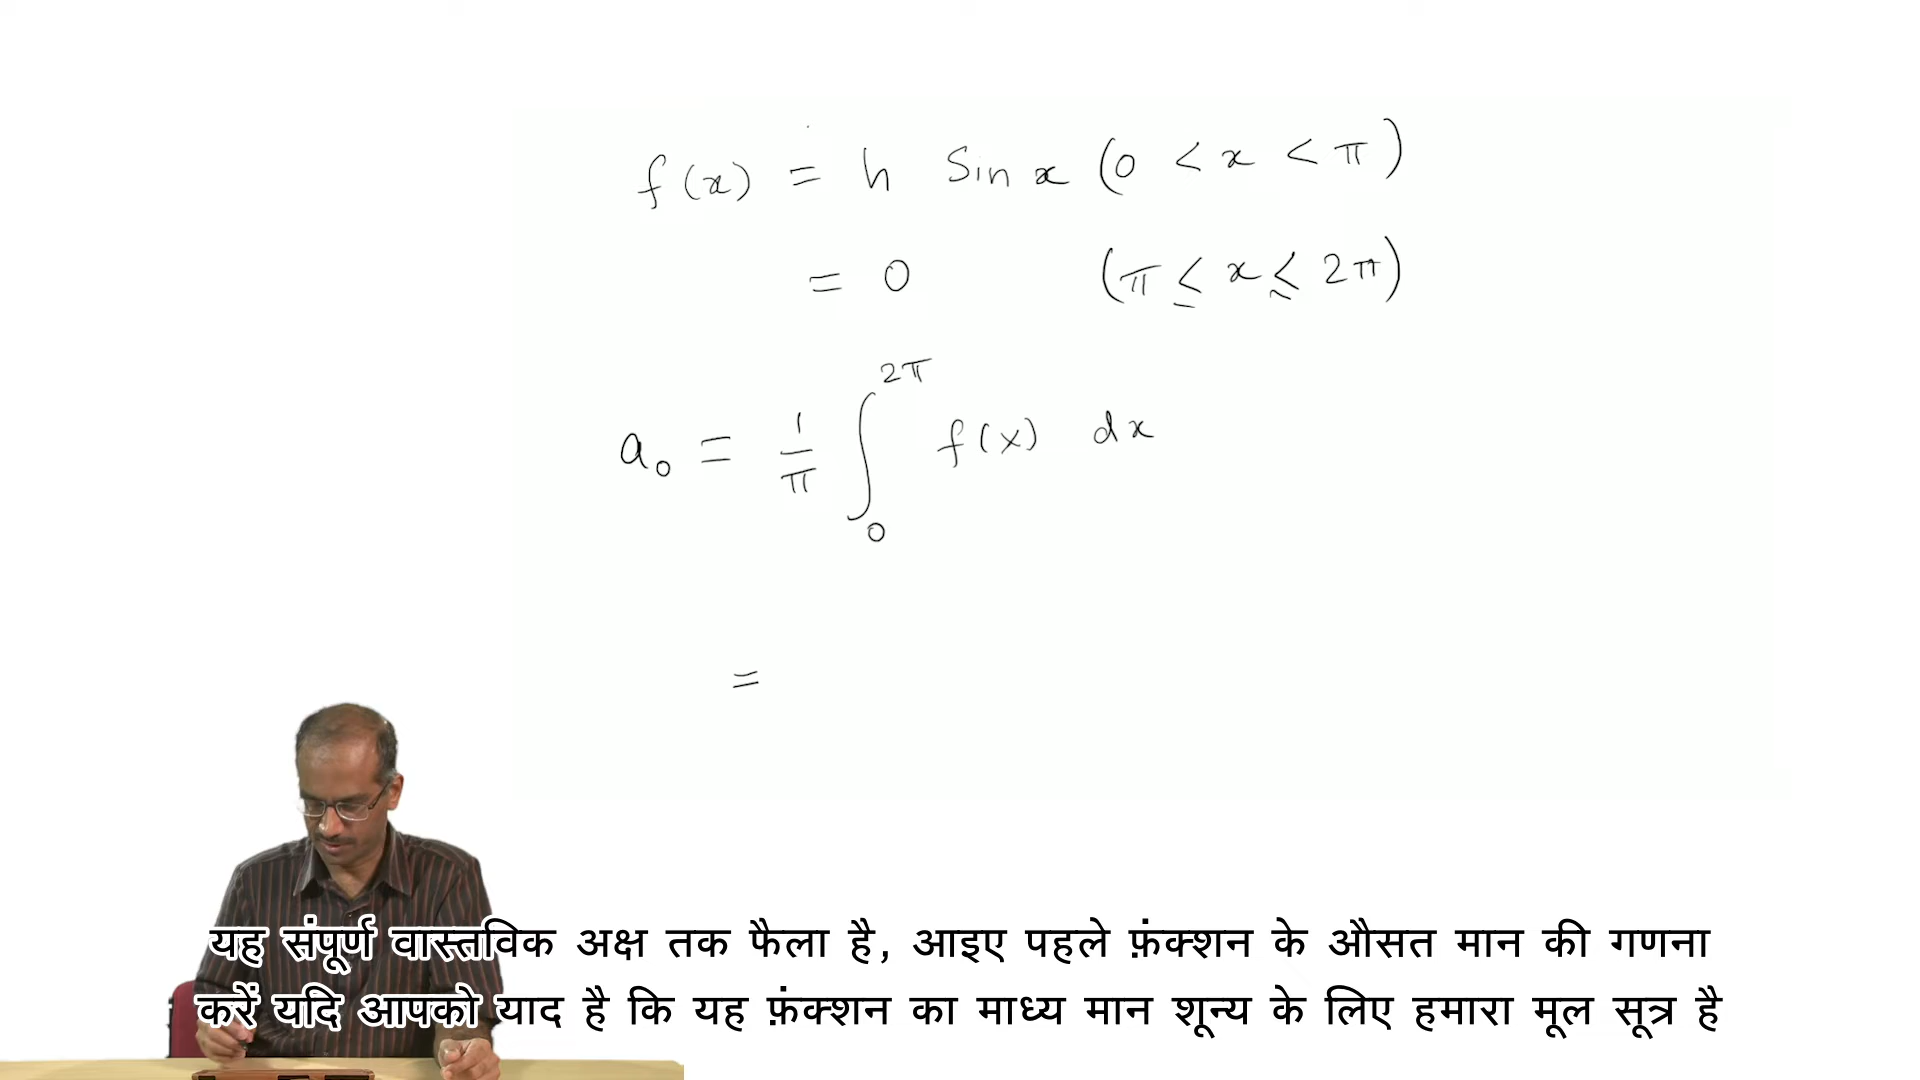 f(x) = h Sin x (0 < x < π)
= 0 (π ≤ x ≤ 2π)
a₀ = 1/π ∫₀^2π f(x) dx
=
यह संपूर्ण वास्तविक अक्ष तक फैला है, आइए पहले फ़ंक्शन के औसत मान की गणना
करें यदि आपको याद है कि यह फ़ंक्शन का माध्य मान शून्य के लिए हमारा मूल सूत्र है